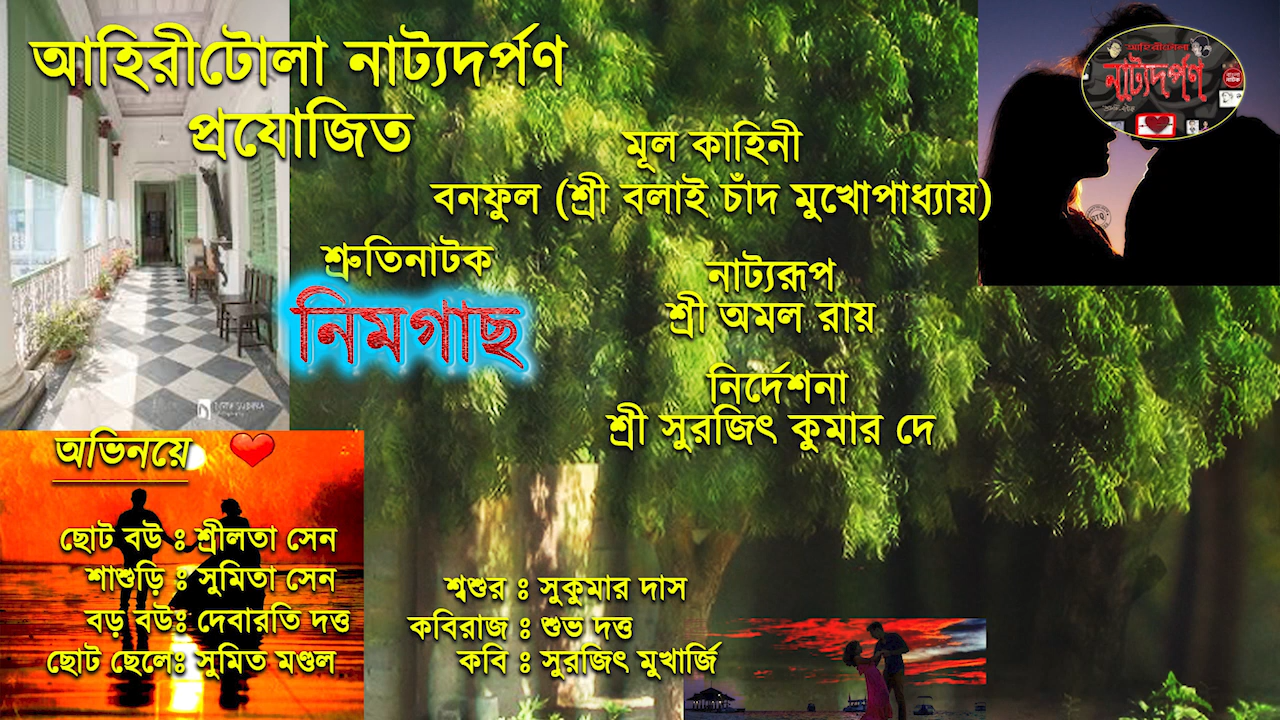 আহিরীটোলা নাট্যদর্পণ
প্রযোজিত
আহিরীটোলা
নাট্যদর্পণ
মূল কাহিনী
বনফুল (শ্রী বলাই চাঁদ মুখোপাধ্যায়)
শ্রুতিনাটক
নিমগাছ
নাট্যরূপ
শ্রী অমল রায়
নির্দেশনা
শ্রী সুরজিৎ কুমার দে
অভিনয়ে
ছোট বউ ঃ শ্রীলতা সেন
শাশুড়ি ঃ সুমিতা সেন
বড় বউঃ দেবারতি দত্ত
ছোট ছেলেঃ সুমিত মণ্ডল
শ্বশুর ঃ সুকুমার দাস
কবিরাজ ঃ শুভ দত্ত
কবি ঃ সুরজিৎ মুখার্জি